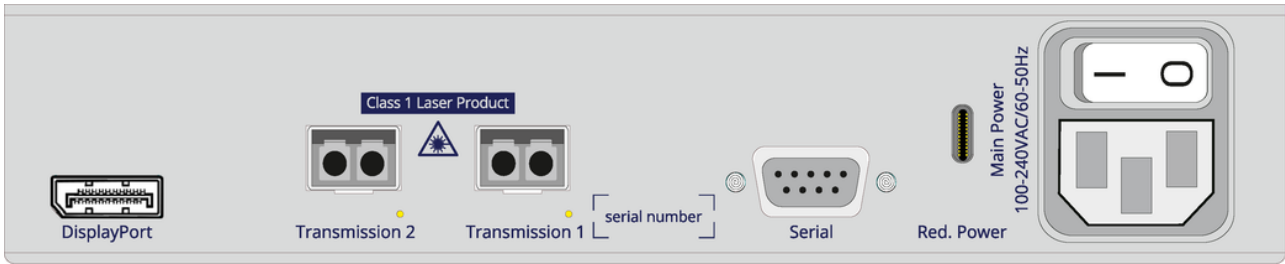 Class 1 Laser Product
DisplayPort
Transmission 2
Transmission 1
serial number
Serial
Red. Power
Main Power
100-240VAC/60-50Hz